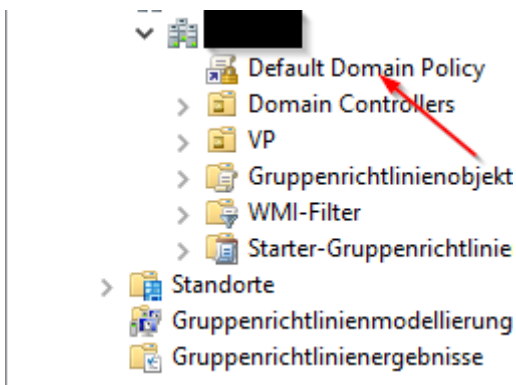 Default Domain Policy
Domain Controllers
VP
Gruppenrichtlinienobjekt
WMI-Filter
Starter-Gruppenrichtlinie
Standorte
Gruppenrichtlinienmodellierung
Gruppenrichtlinienergebnisse